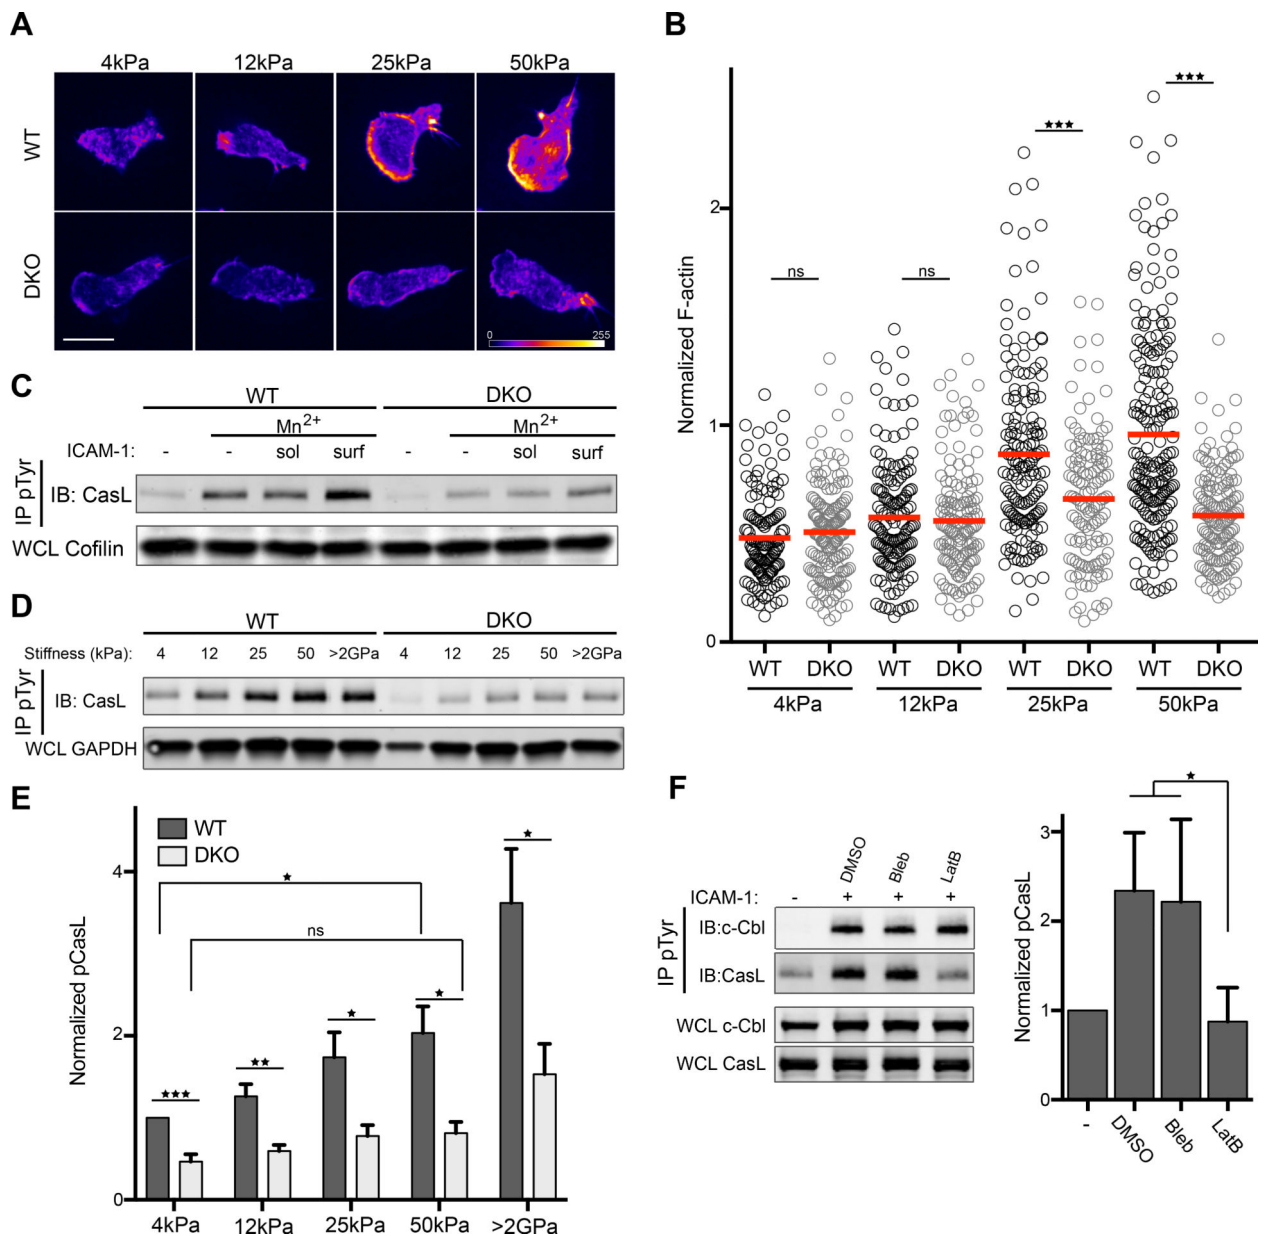 A
4kPa 12kPa 25kPa 50kPa
WT
DKO
0 255
B
Normalized F-actin
2
1
0
ns
ns
★★★
★★★
WT DKO WT DKO WT DKO WT DKO
4kPa 12kPa 25kPa 50kPa
C
WT DKO
Mn2+ Mn2+
ICAM-1: - - sol surf - - sol surf
IP pTyr
IB: CasL
WCL Cofilin
D
WT DKO
Stiffness (kPa): 4 12 25 50 >2GPa 4 12 25 50 >2GPa
IP pTyr
IB: CasL
WCL GAPDH
E
WT
DKO
Normalized pCasL
4
2
0
★
ns
★★★
★★
★
★
★
4kPa 12kPa 25kPa 50kPa >2GPa
F
DMSO Bleb LatB
ICAM-1: - + + +
IP pTyr
IB:c-Cbl
IB:CasL
WCL c-Cbl
WCL CasL
★
Normalized pCasL
3
2
1
0
- DMSO Bleb LatB